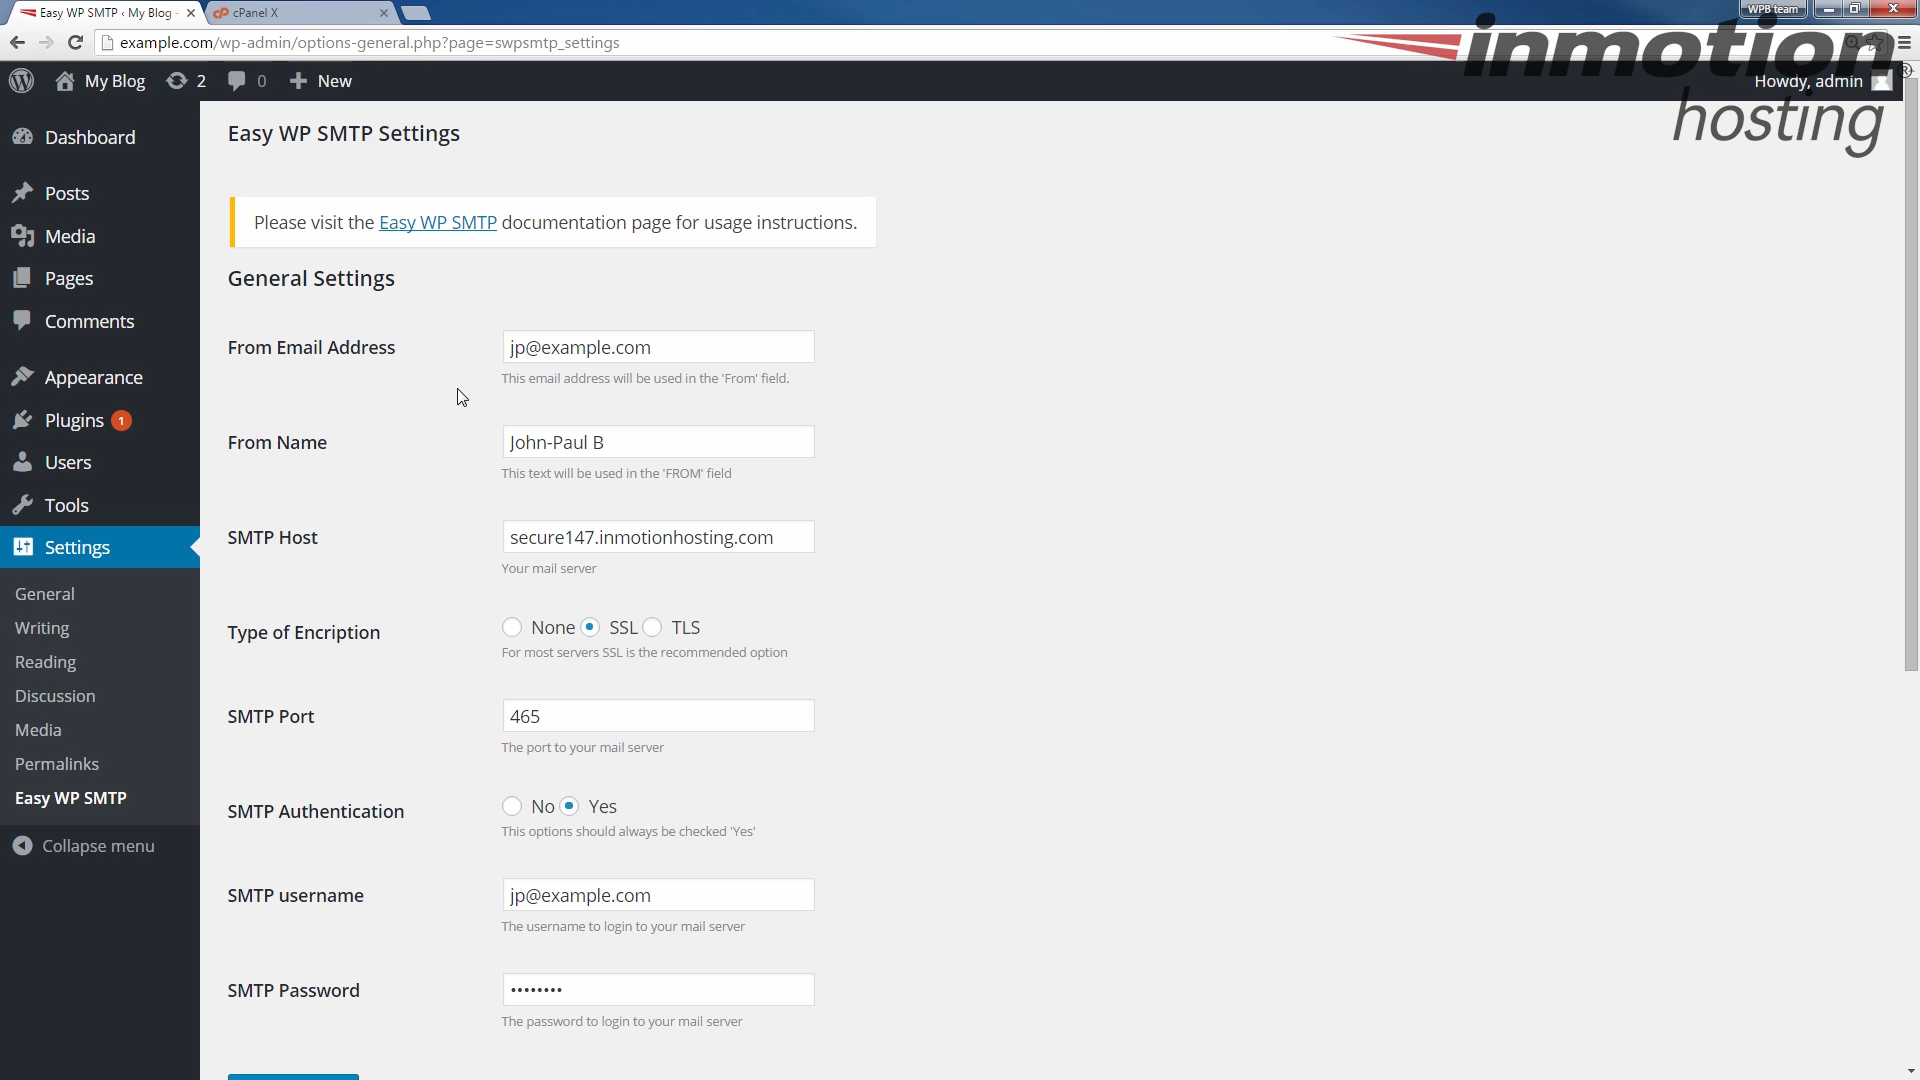 Easy WP SMTP ‹ My Blog -
cPanel X
WPB team
example.com/wp-admin/options-general.php?page=swpsmtp_settings
inmotion
hosting
®
My Blog
2
0
New
Howdy, admin
Dashboard
Posts
Media
Pages
Comments
Appearance
Plugins 1
Users
Tools
Settings
General
Writing
Reading
Discussion
Media
Permalinks
Easy WP SMTP
Collapse menu
Easy WP SMTP Settings
Please visit the Easy WP SMTP documentation page for usage instructions.
General Settings
From Email Address
jp@example.com
This email address will be used in the 'From' field.
From Name
John-Paul B
This text will be used in the 'FROM' field
SMTP Host
secure147.inmotionhosting.com
Your mail server
Type of Encription
None SSL TLS
For most servers SSL is the recommended option
SMTP Port
465
The port to your mail server
SMTP Authentication
No Yes
This options should always be checked 'Yes'
SMTP username
jp@example.com
The username to login to your mail server
SMTP Password
••••••••
The password to login to your mail server